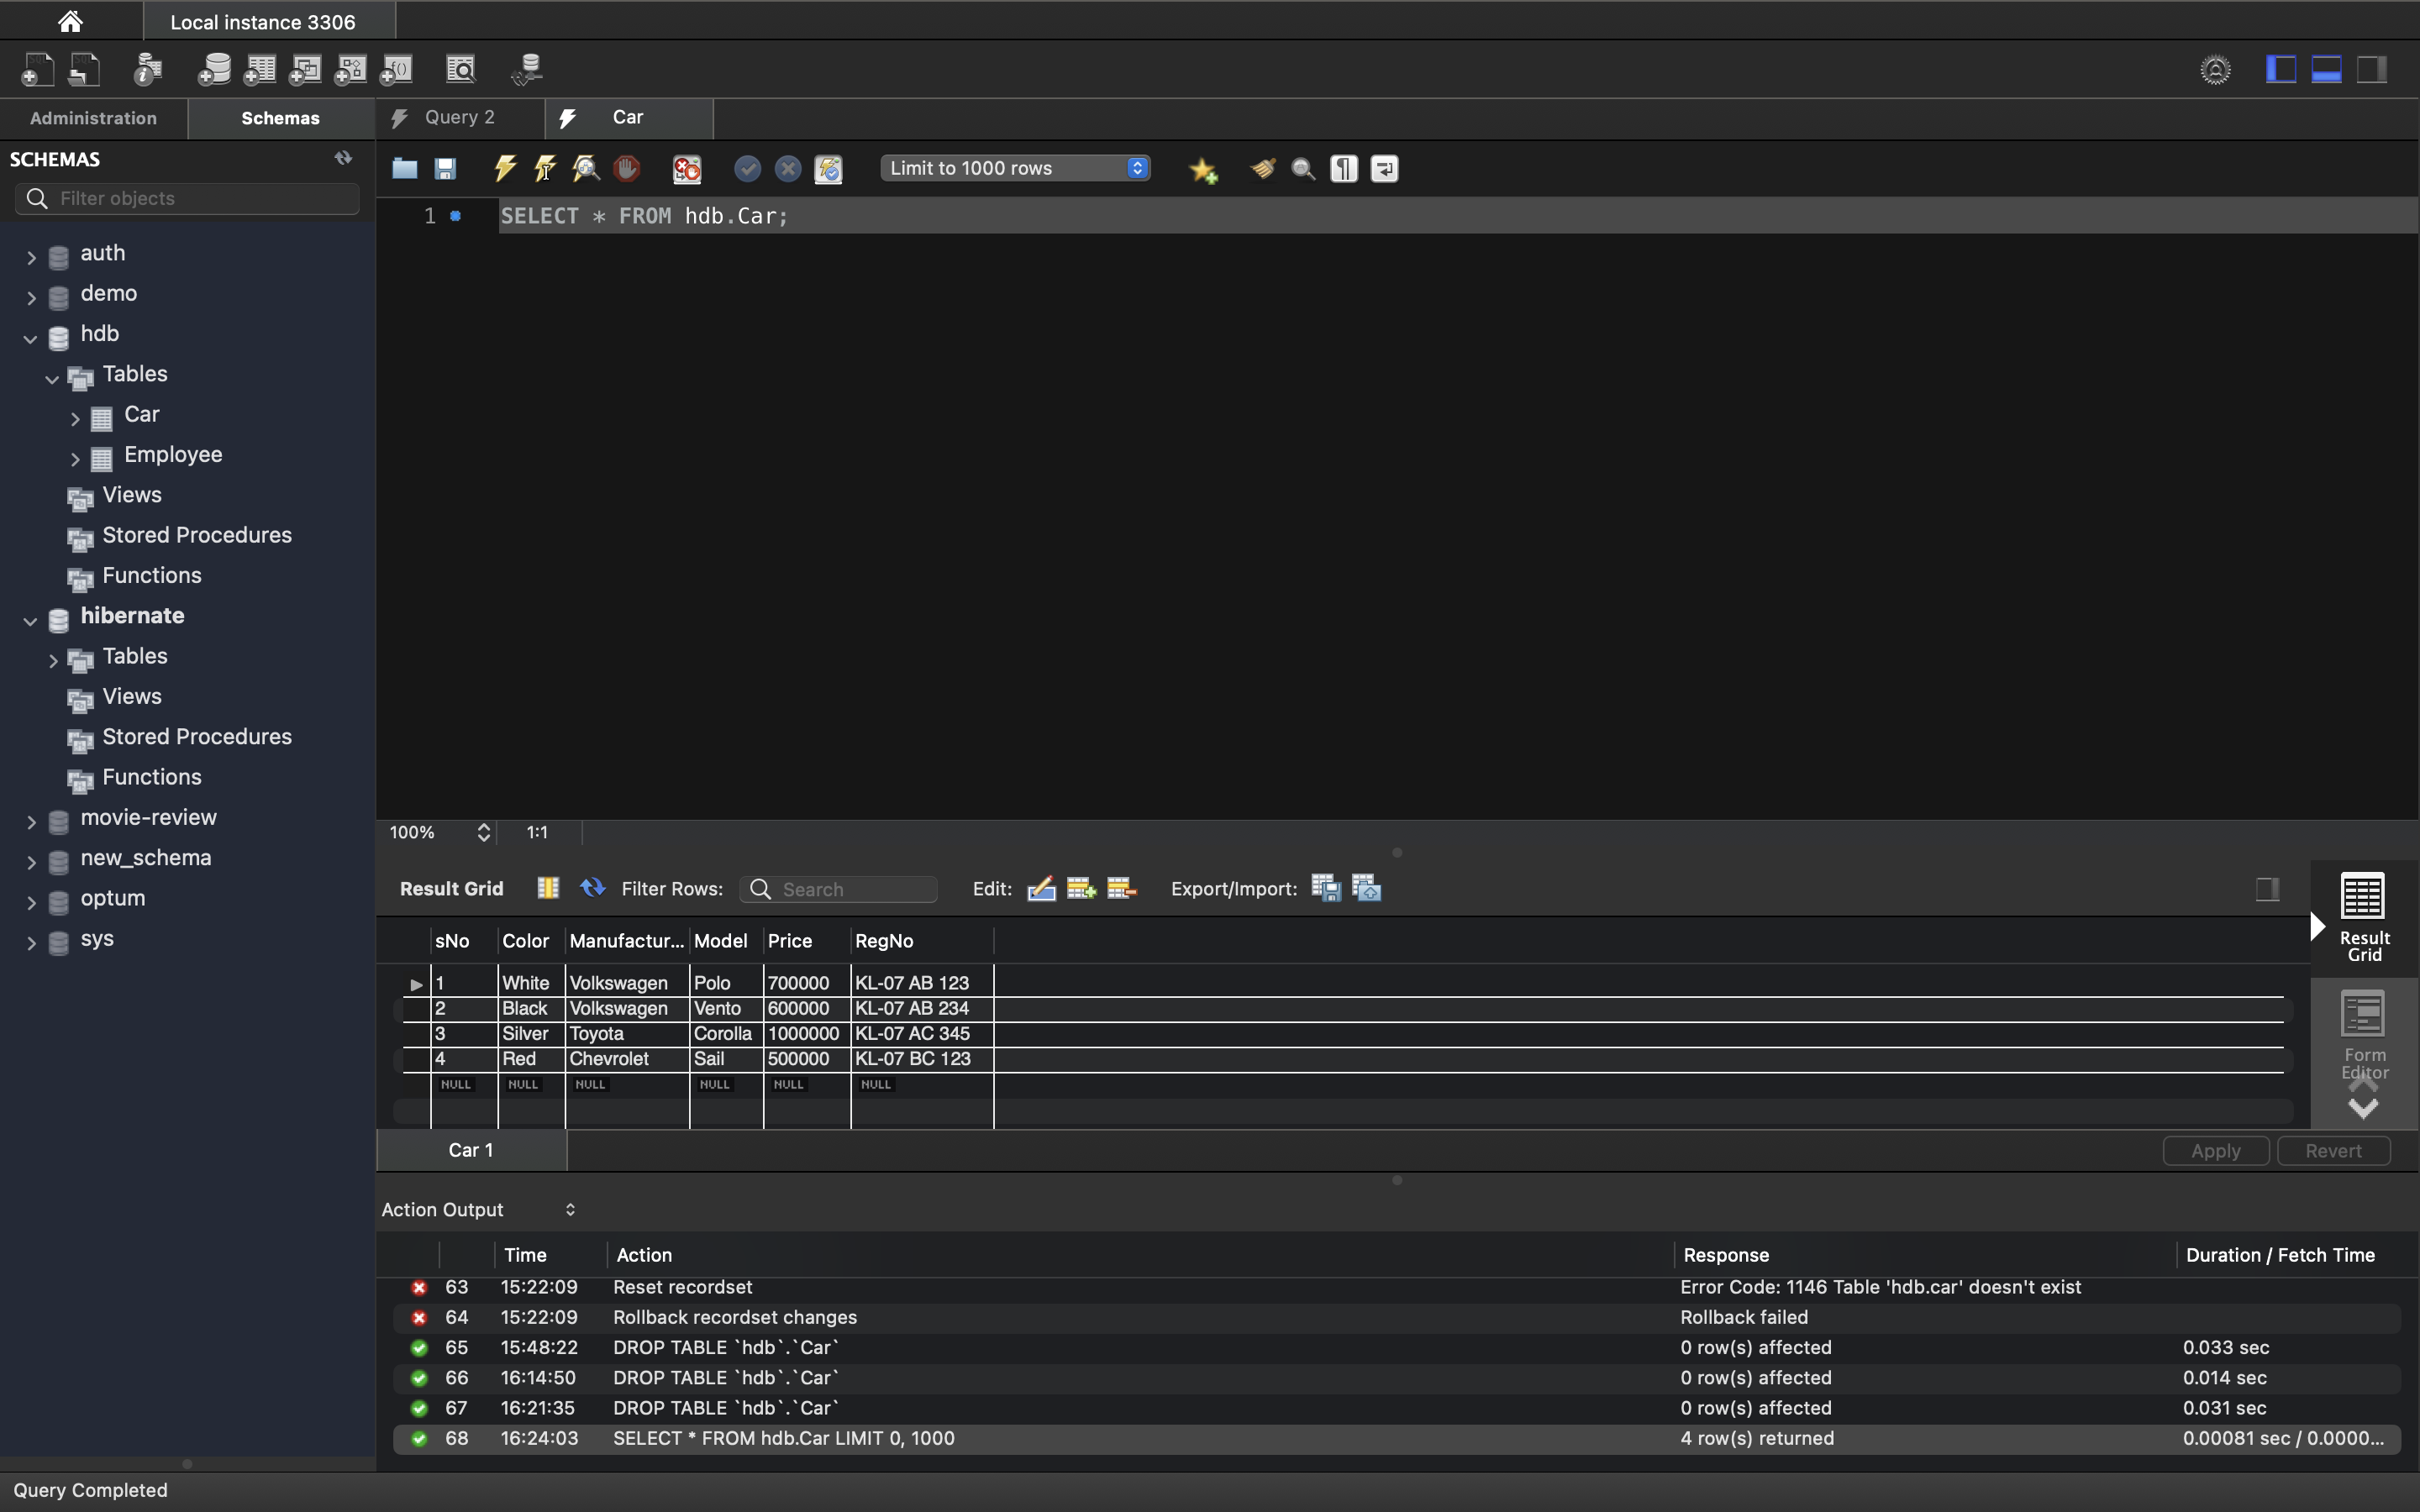 Local instance 3306
Administration Schemas Query 2 Car
SCHEMAS
Filter objects
Limit to 1000 rows
1 SELECT * FROM hdb.Car;
auth
demo
hdb
Tables
Car
Employee
Views
Stored Procedures
Functions
hibernate
Tables
Views
Stored Procedures
Functions
movie-review
new_schema
optum
sys
100% 1:1
Result Grid Filter Rows: Search Edit: Export/Import:
sNo Color Manufactur... Model Price RegNo
1 White Volkswagen Polo 700000 KL-07 AB 123
2 Black Volkswagen Vento 600000 KL-07 AB 234
3 Silver Toyota Corolla 1000000 KL-07 AC 345
4 Red Chevrolet Sail 500000 KL-07 BC 123
NULL NULL NULL NULL NULL NULL
Result
Grid
Form
Editor
Car 1 Apply Revert
Action Output
Time Action Response Duration / Fetch Time
63 15:22:09 Reset recordset Error Code: 1146 Table 'hdb.car' doesn't exist
64 15:22:09 Rollback recordset changes Rollback failed
65 15:48:22 DROP TABLE `hdb`.`Car` 0 row(s) affected 0.033 sec
66 16:14:50 DROP TABLE `hdb`.`Car` 0 row(s) affected 0.014 sec
67 16:21:35 DROP TABLE `hdb`.`Car` 0 row(s) affected 0.031 sec
68 16:24:03 SELECT * FROM hdb.Car LIMIT 0, 1000 4 row(s) returned 0.00081 sec / 0.0000...
Query Completed